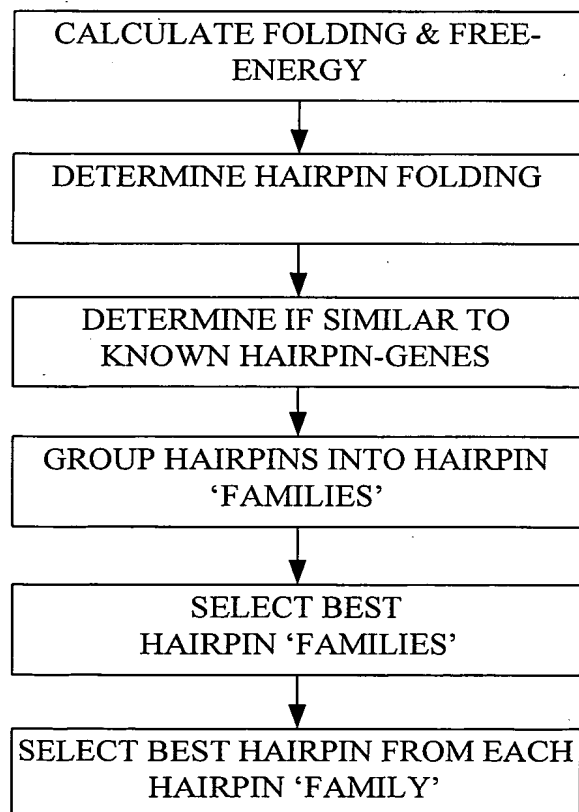 CALCULATE FOLDING & FREE-
ENERGY
DETERMINE HAIRPIN FOLDING
DETERMINE IF SIMILAR TO
KNOWN HAIRPIN-GENES
GROUP HAIRPINS INTO HAIRPIN
‘FAMILIES’
SELECT BEST
HAIRPIN ‘FAMILIES’
SELECT BEST HAIRPIN FROM EACH
HAIRPIN ‘FAMILY’